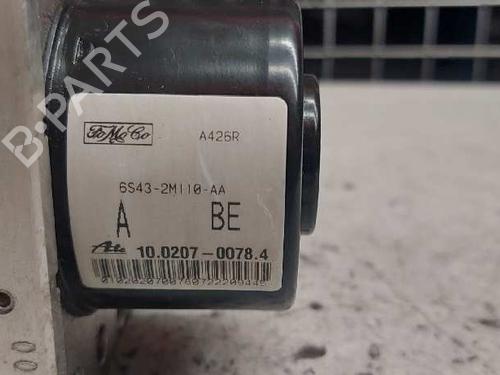 B-PARTS
FoMoCo A426R
6S43-2M110-AA
A BE
Ate 10.0207-0078.4